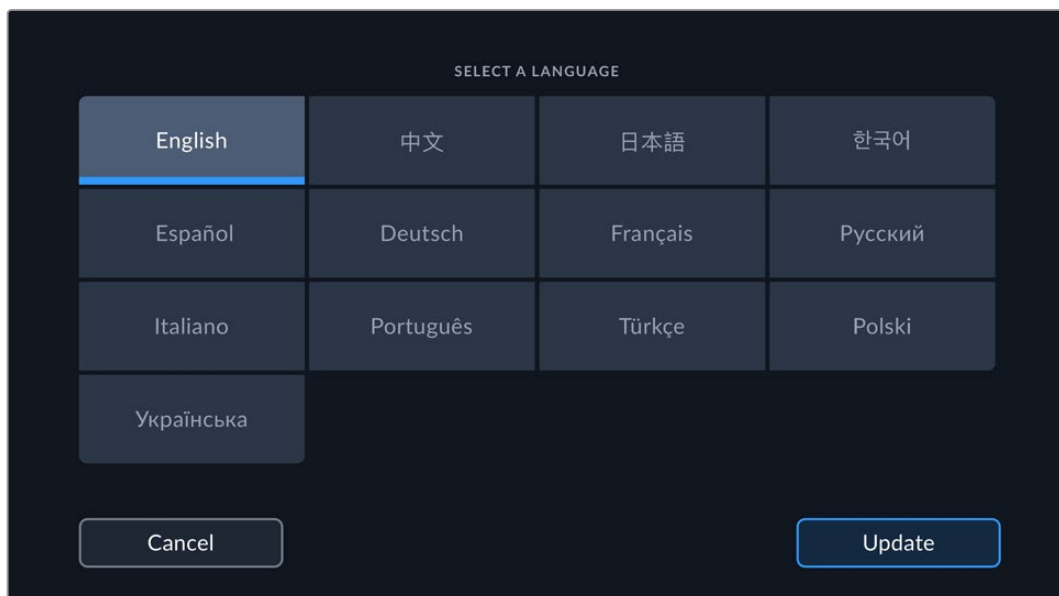 SELECT A LANGUAGE
English
中文
日本語
한국어
Español
Deutsch
Français
Русский
Italiano
Português
Türkçe
Polski
Українська
Cancel
Update